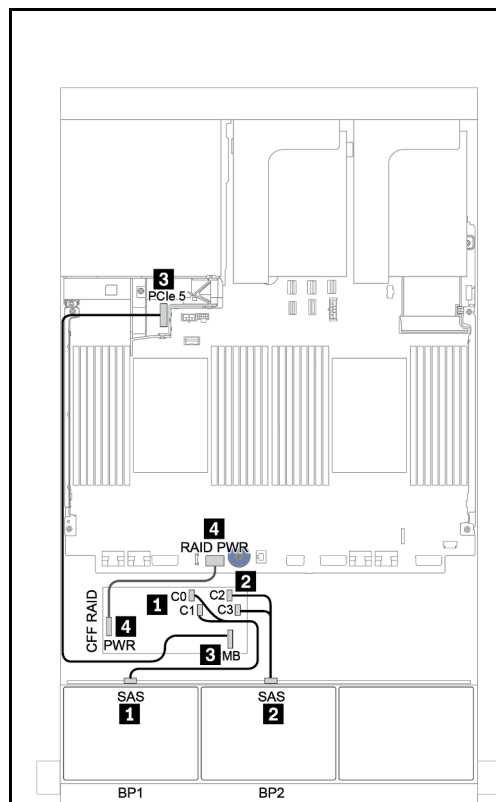 3
PCIe 5
4
RAID PWR
2
1
C0
C2
C1
C3
CFF RAID
4
PWR
3
MB
SAS
SAS
1
2
BP1
BP2